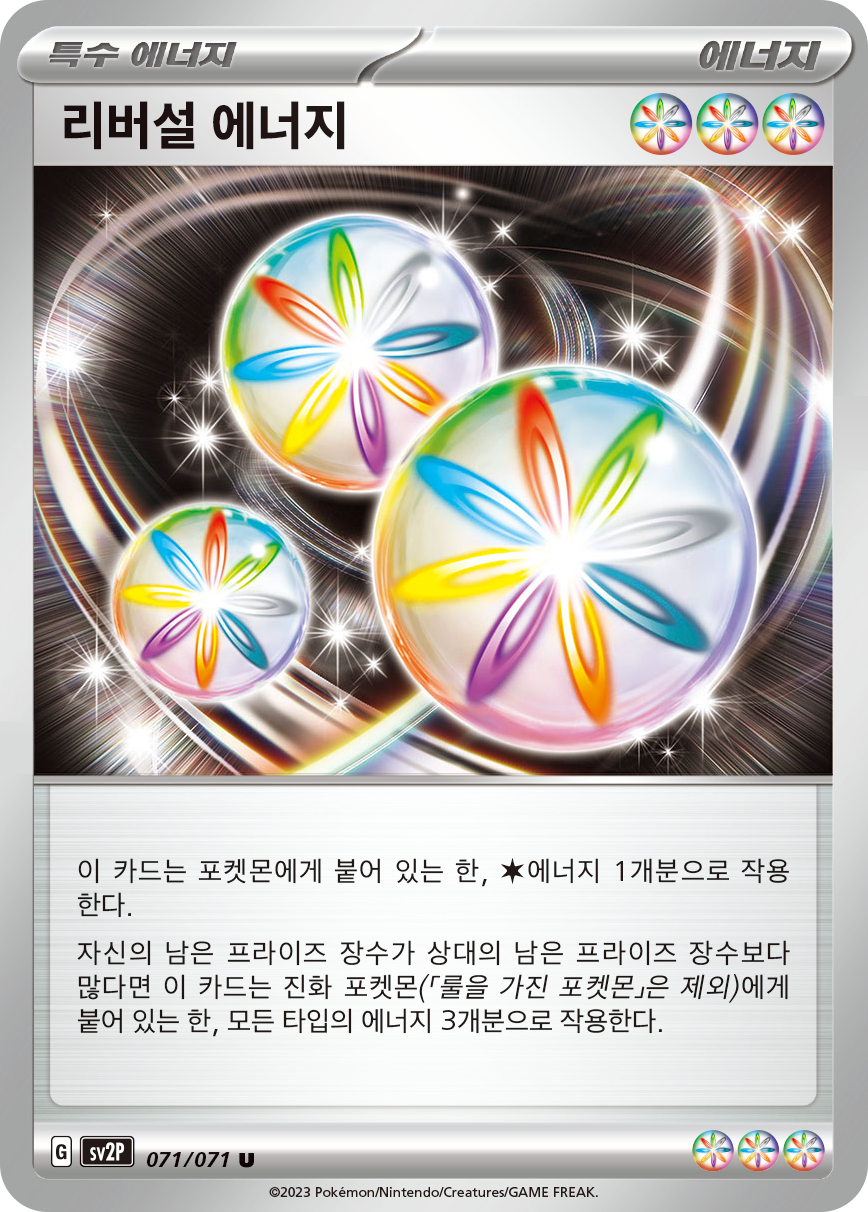 특수 에너지
에너지
리버설 에너지
이 카드는 포켓몬에게 붙어 있는 한, ★에너지 1개분으로 작용
한다.
자신의 남은 프라이즈 장수가 상대의 남은 프라이즈 장수보다
많다면 이 카드는 진화 포켓몬(「룰을 가진 포켓몬」은 제외)에게
붙어 있는 한, 모든 타입의 에너지 3개분으로 작용한다.
G sv2P 071/071 U
©2023 Pokémon/Nintendo/Creatures/GAME FREAK.